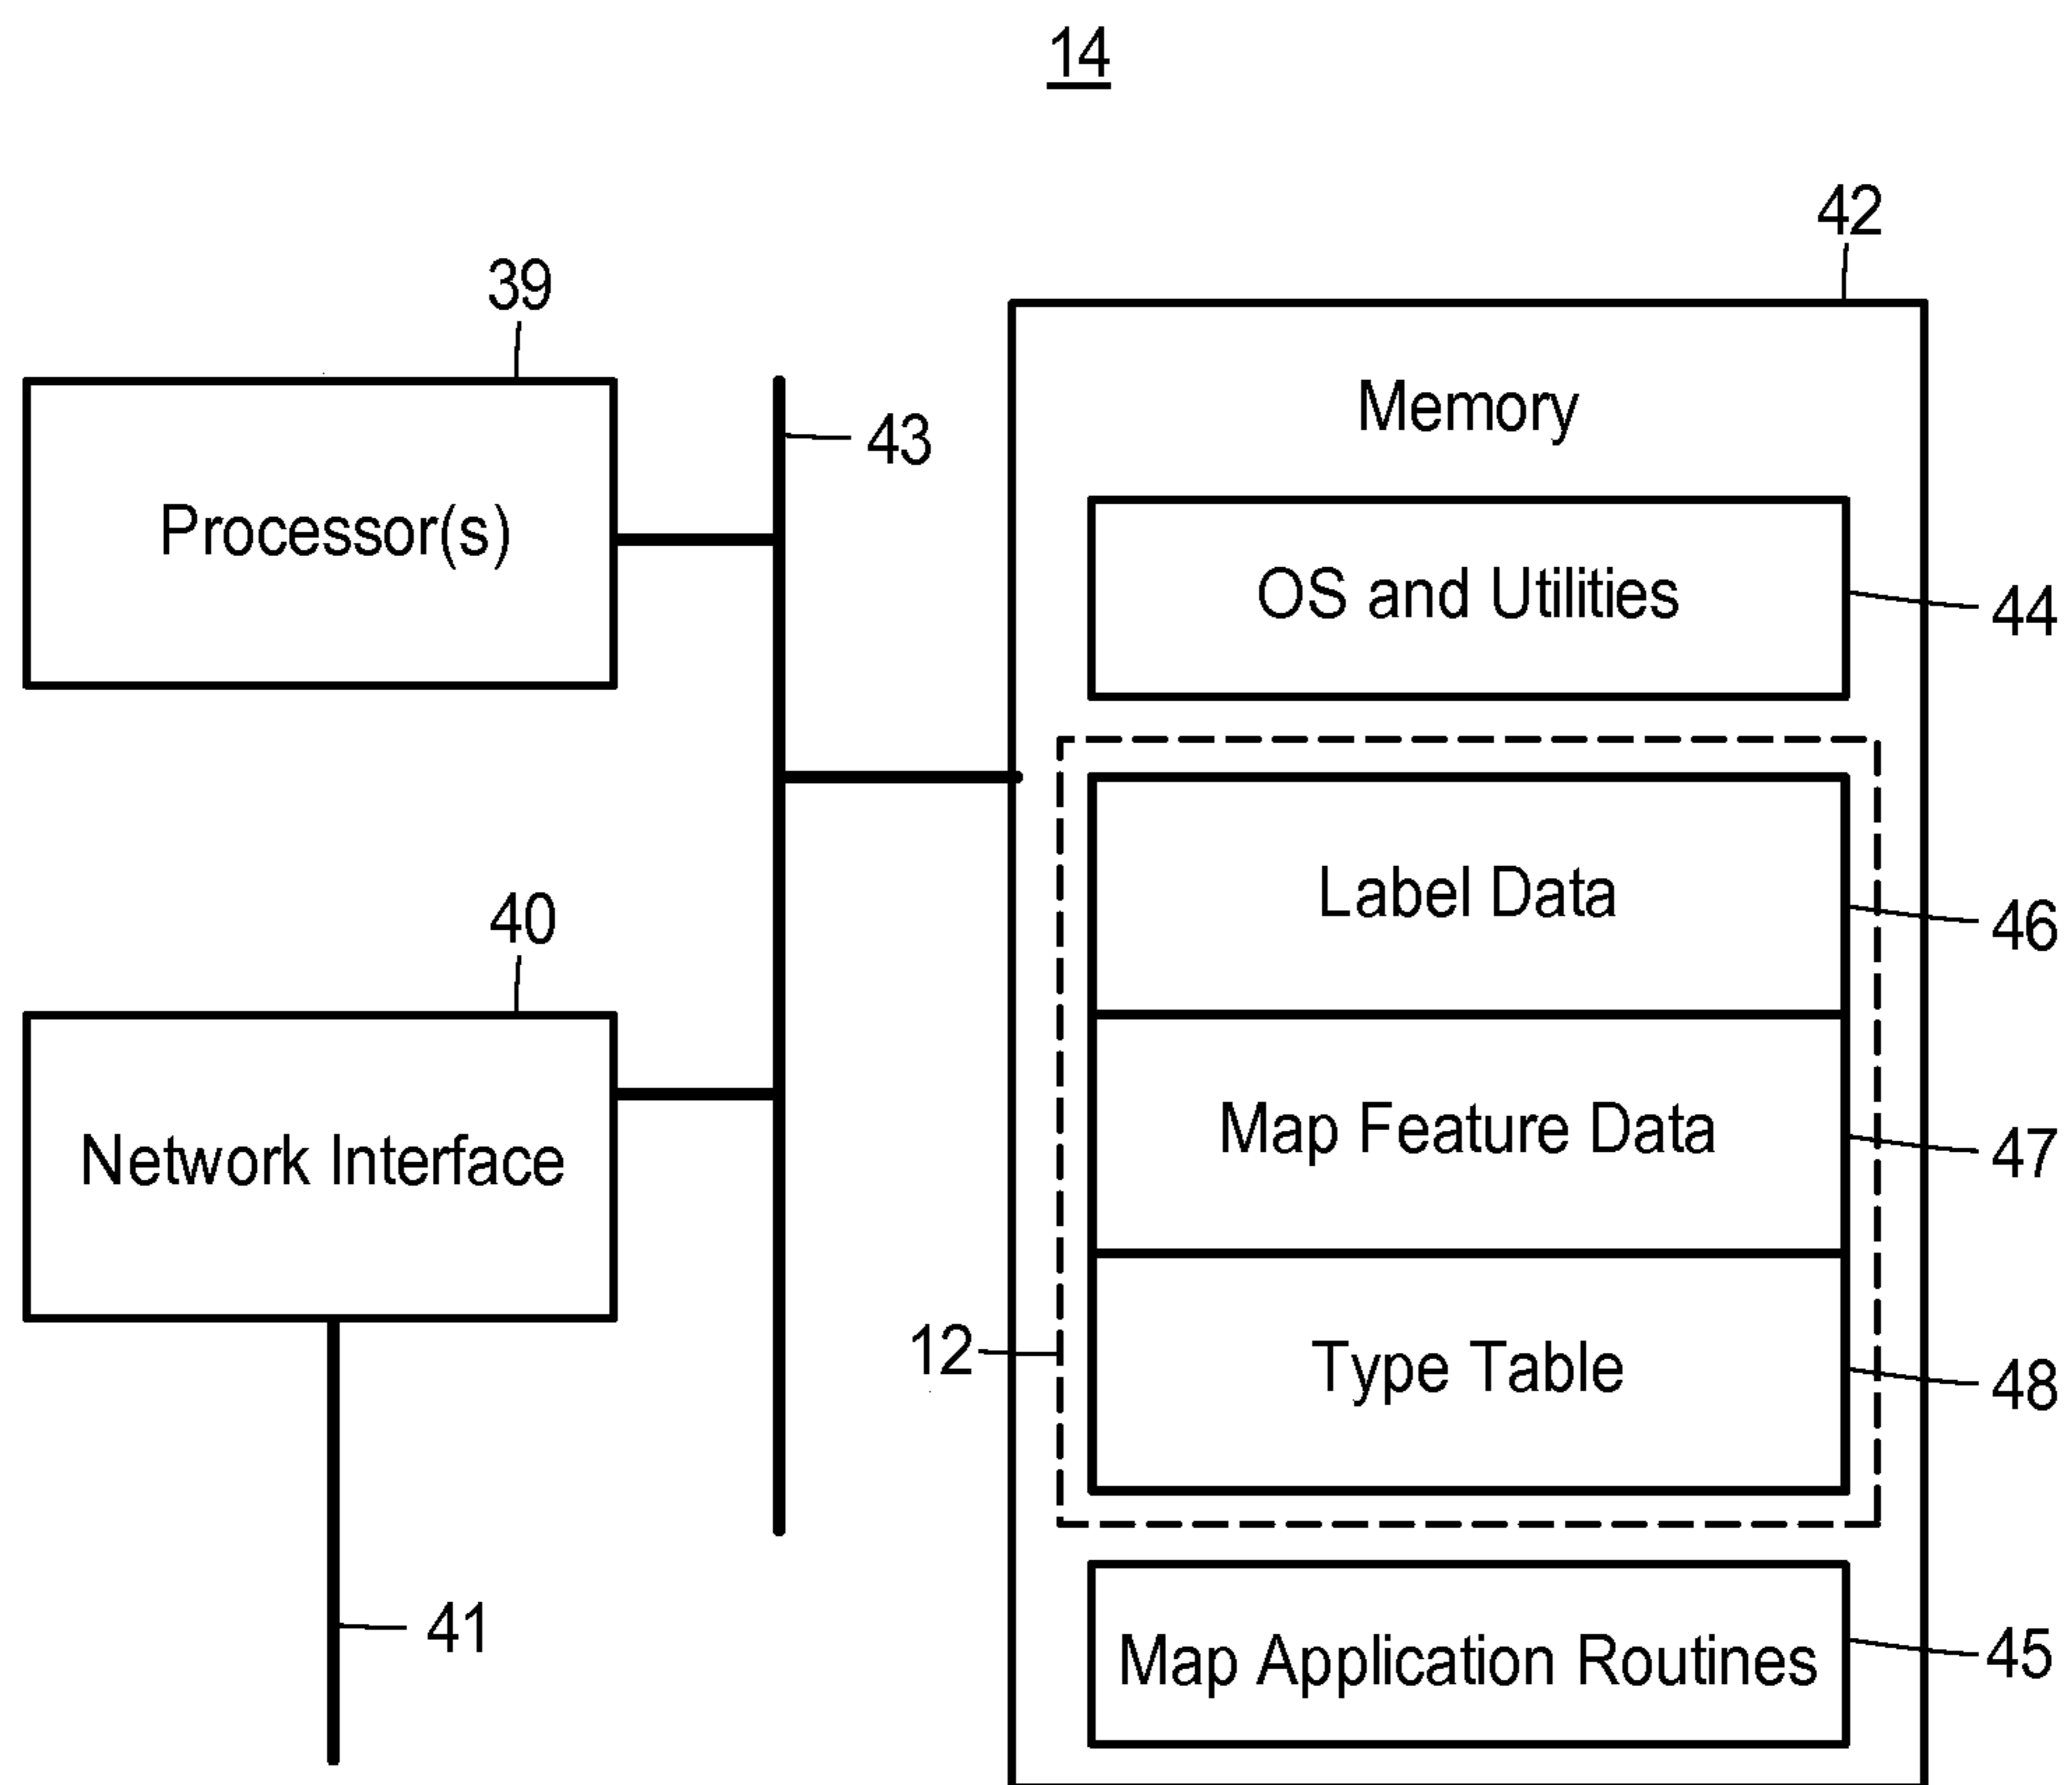 14
42
39
Memory
43
Processor(s)
OS and Utilities
44
Label Data
46
40
Map Feature Data
47
Network Interface
12
Type Table
48
41
Map Application Routines
45